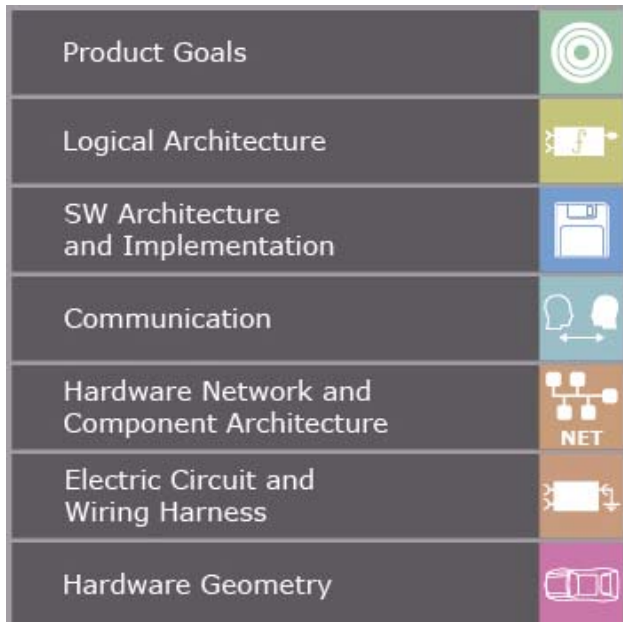 Product Goals
Logical Architecture
SW Architecture
and Implementation
Communication
Hardware Network and
Component Architecture
NET
Electric Circuit and
Wiring Harness
Hardware Geometry